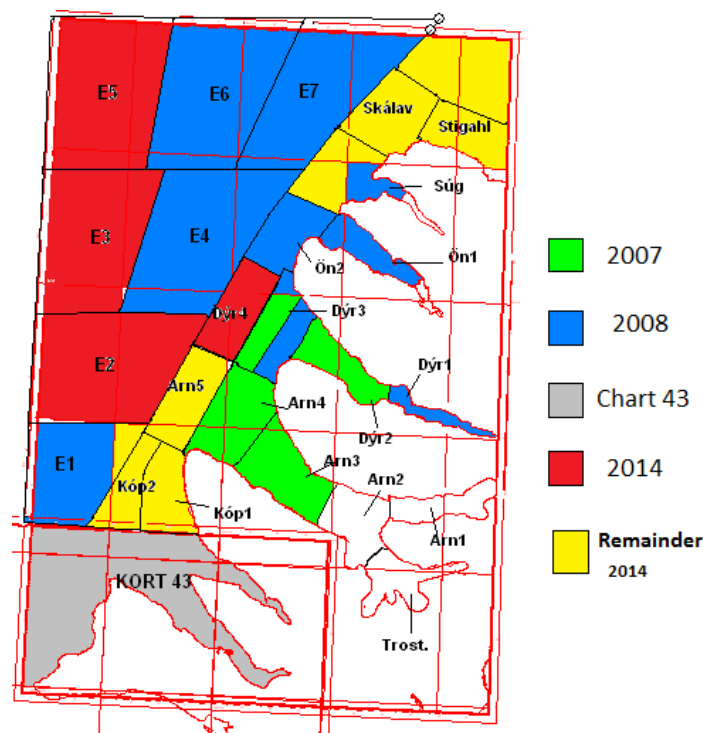 E5
E6
E7
Skálav
Stigahl
Súg
E3
E4
Ön1
Ön2
Dýr4
Dýr3
E2
Arn5
Dýr1
Arn4
Dýr2
E1
Arn3
Arn2
Kóp2
Kóp1
Arn1
KORT 43
Trost.
2007
2008
Chart 43
2014
Remainder
2014